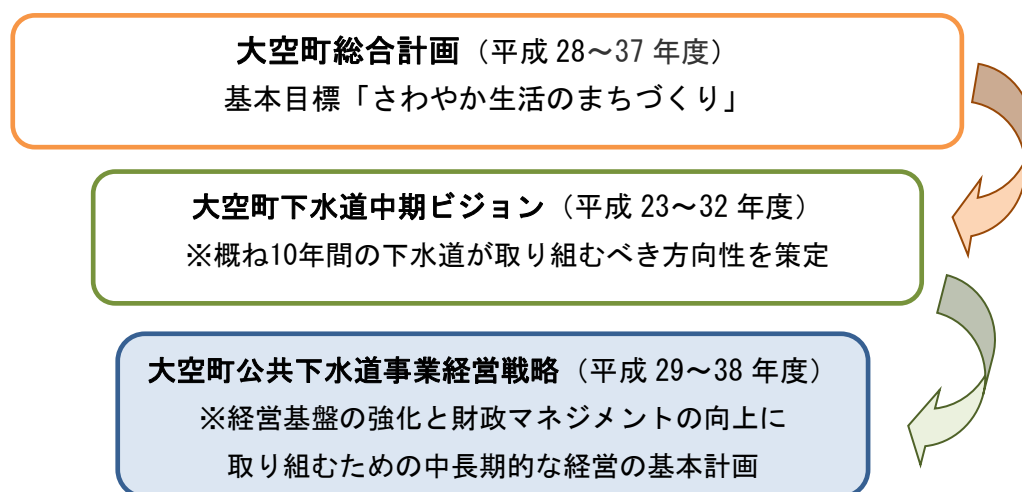 大空町総合計画（平成 28～37 年度）
基本目標「さわやか生活のまちづくり」
大空町下水道中期ビジョン（平成 23～32 年度）
※概ね10年間の下水道が取り組むべき方向性を策定
大空町公共下水道事業経営戦略（平成 29～38 年度）
※経営基盤の強化と財政マネジメントの向上に
取り組むための中長期的な経営の基本計画